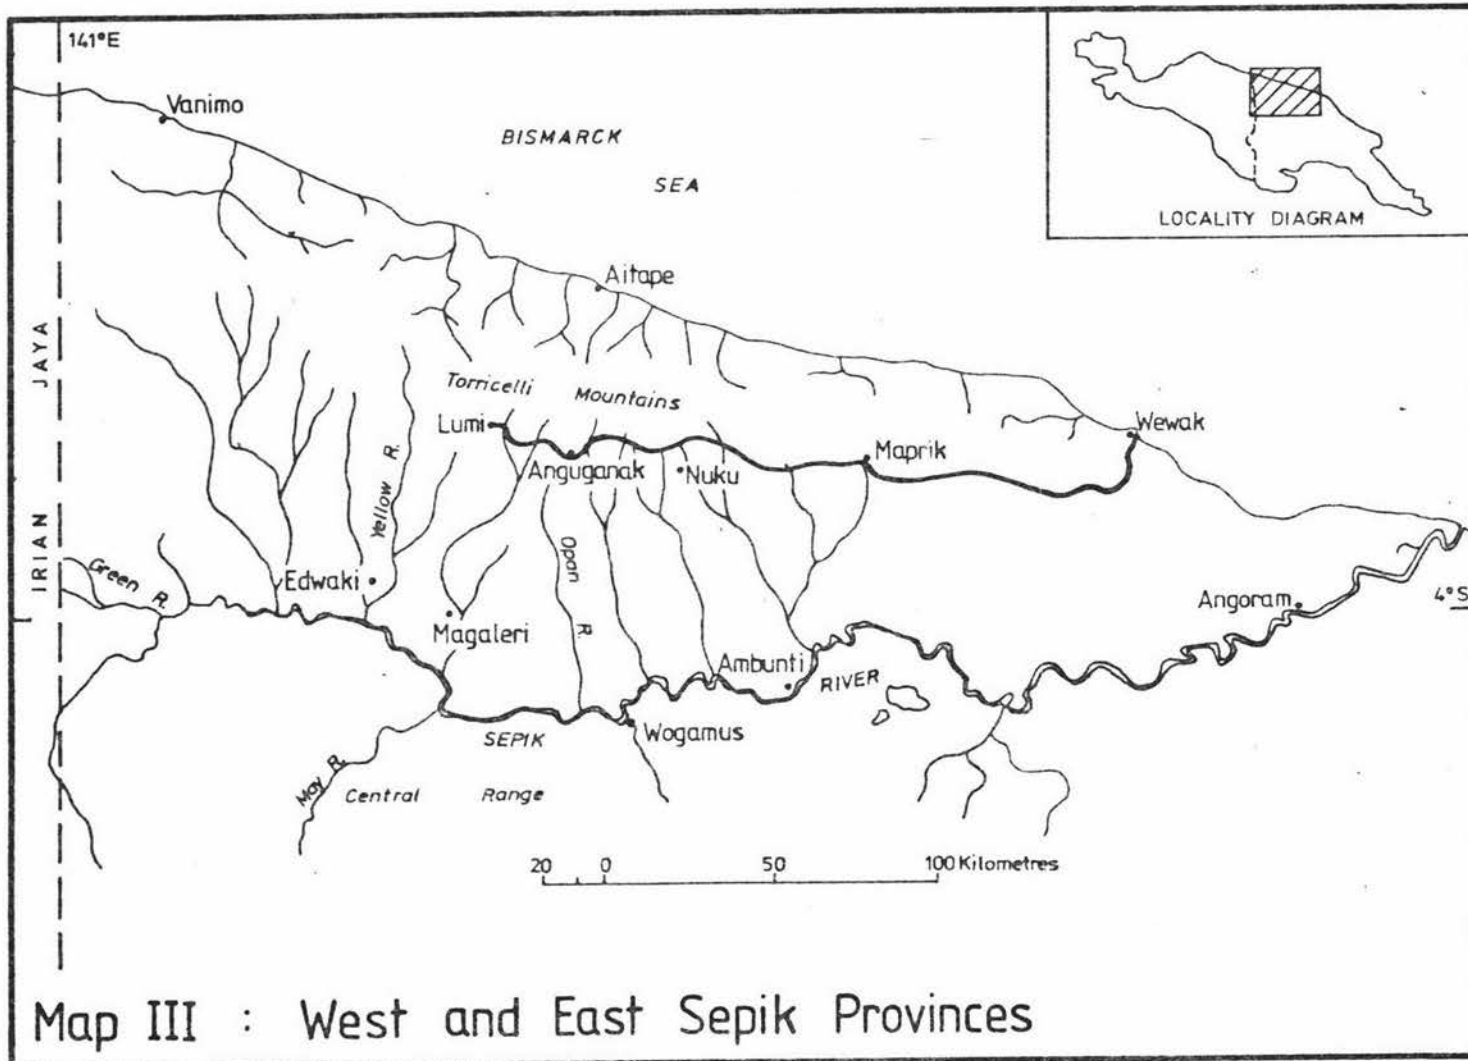 141°E
Vanimo
BISMARCK
SEA
LOCALITY DIAGRAM
Aitape
IRIAN JAYA
Torricelli Mountains
Lumi
Wewak
Maprik
Anguganak
Nuku
Yellow R.
Opan R.
Green R.
Edwaki
Magaleri
Angoram
4°S
Ambunti
RIVER
Wogamus
SEPIK
May R.
Central Range
20 0 50 100 Kilometres
Map III : West and East Sepik Provinces